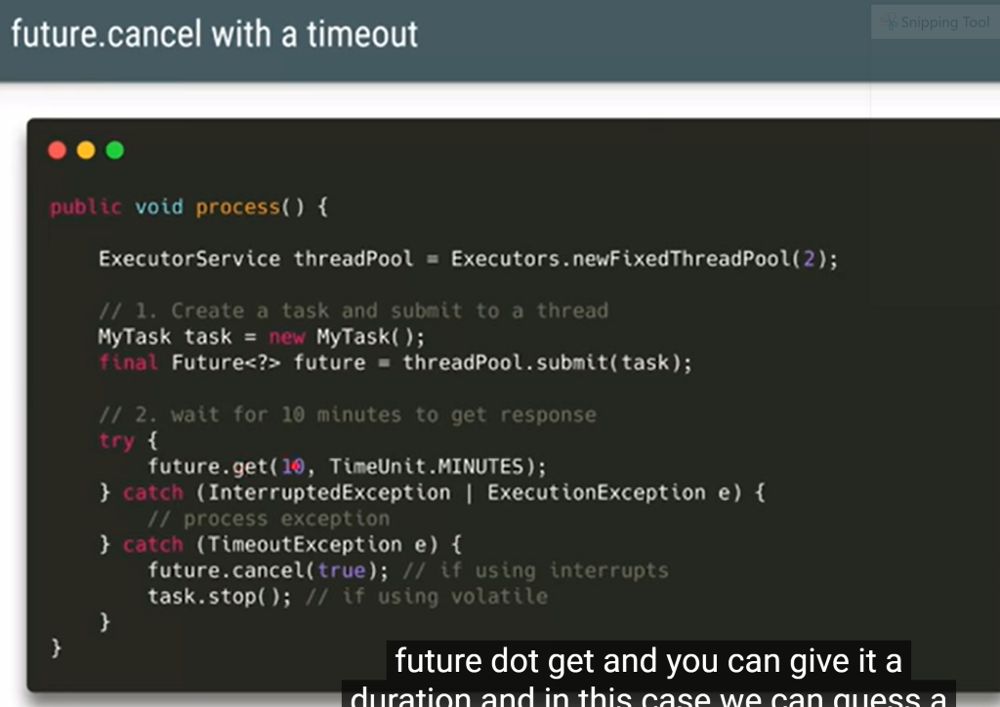 future.cancel with a timeout
Snipping Tool
public void process() {
ExecutorService threadPool = Executors.newFixedThreadPool(2);
// 1. Create a task and submit to a thread
MyTask task = new MyTask();
final Future<?> future = threadPool.submit(task);
// 2. wait for 10 minutes to get response
try {
future.get(10, TimeUnit.MINUTES);
} catch (InterruptedException | ExecutionException e) {
// process exception
} catch (TimeoutException e) {
future.cancel(true); // if using interrupts
task.stop(); // if using volatile
}
}
future dot get and you can give it a
duration and in this case we can guess a